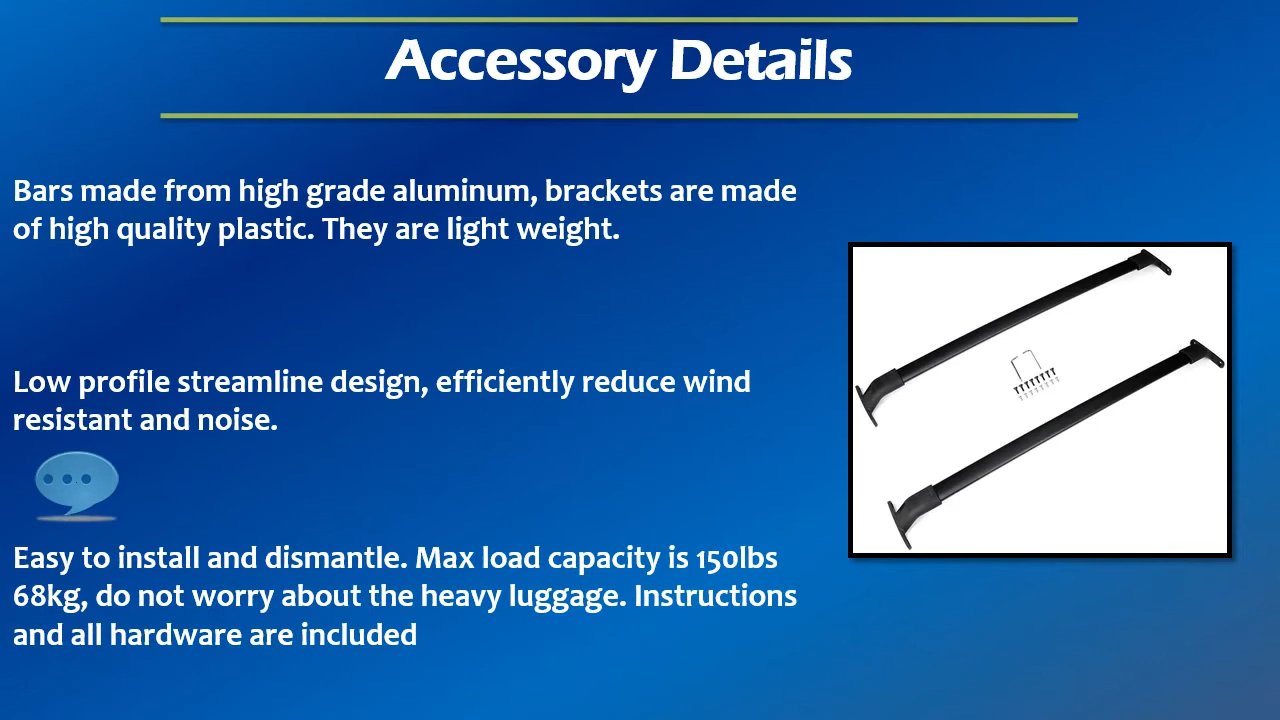 Accessory Details
Bars made from high grade aluminum, brackets are made
of high quality plastic. They are light weight.
Low profile streamline design, efficiently reduce wind
resistant and noise.
Easy to install and dismantle. Max load capacity is 150lbs
68kg, do not worry about the heavy luggage. Instructions
and all hardware are included